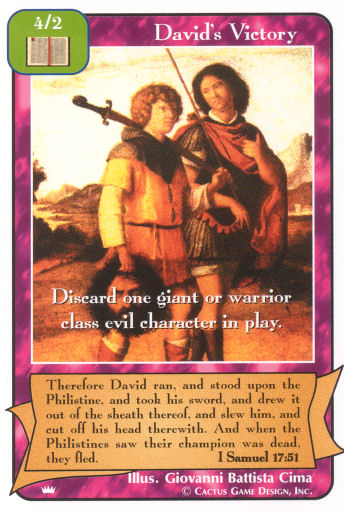 4/2
David's Victory
Discard one giant or warrior
class evil character in play.
Therefore David ran, and stood upon the
Philistine, and took his sword, and drew it
out of the sheath thereof, and slew him, and
cut off his head therewith. And when the
Philistines saw their champion was dead,
they fled. I Samuel 17:51
Illus. Giovanni Battista Cima
© CACTUS GAME DESIGN, INC.